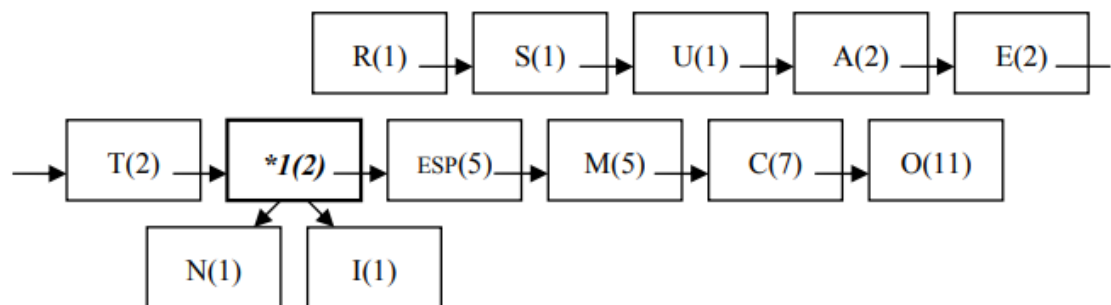 R(1) S(1) U(1) A(2) E(2)
T(2) *1(2) ESP(5) M(5) C(7) O(11)
N(1) I(1)